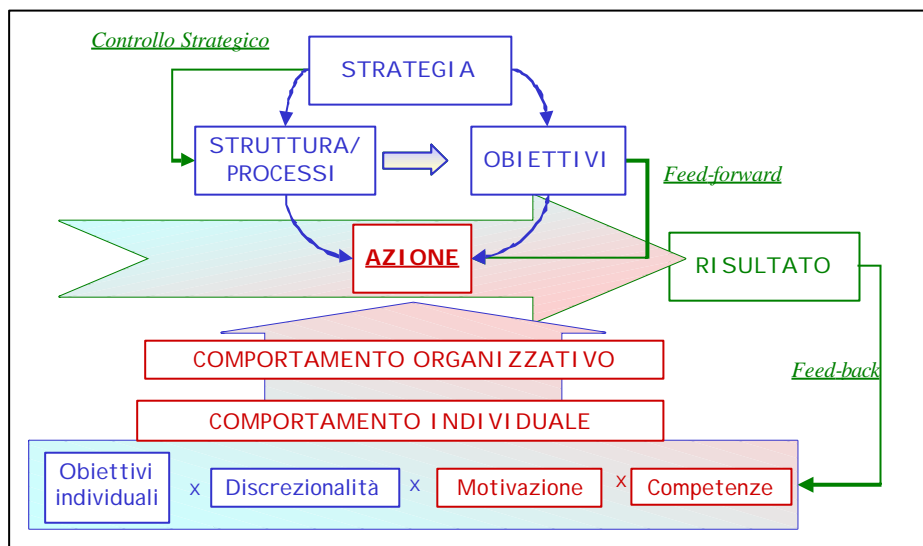 Controllo Strategico
STRATEGIA
STRUTTURA/
PROCESSI
OBIETTIVI
Feed-forward
AZIONE
RISULTATO
COMPORTAMENTO ORGANIZZATIVO
Feed-back
COMPORTAMENTO INDIVIDUALE
Obiettivi
individuali
x
Discrezionalità
x
Motivazione
x
Competenze